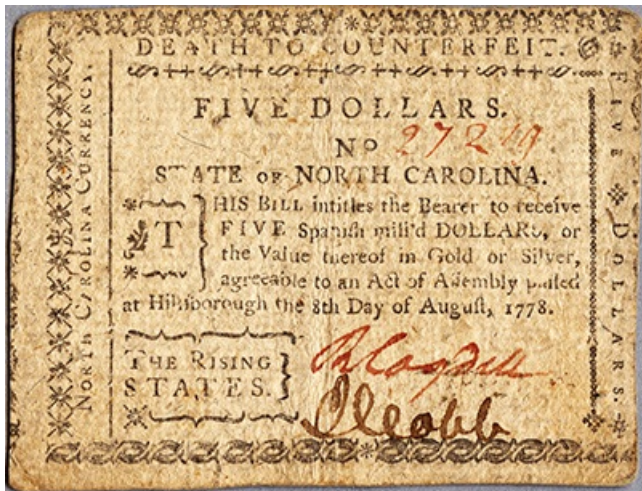 DEATH TO COUNTERFEIT.
FIVE DOLLARS.
No 27249
STATE OF NORTH CAROLINA.
THIS BILL intitles the Bearer to receive
FIVE Spanish mill'd DOLLARS, or
the Value thereof in Gold or Silver,
agreeable to an Act of Assembly passed
at Hillsborough the 8th Day of August, 1778.
THE RISING
STATES.
R Cogdell
J Cobb
NORTH CAROLINA CURRENCY.
FIVE DOLLARS.